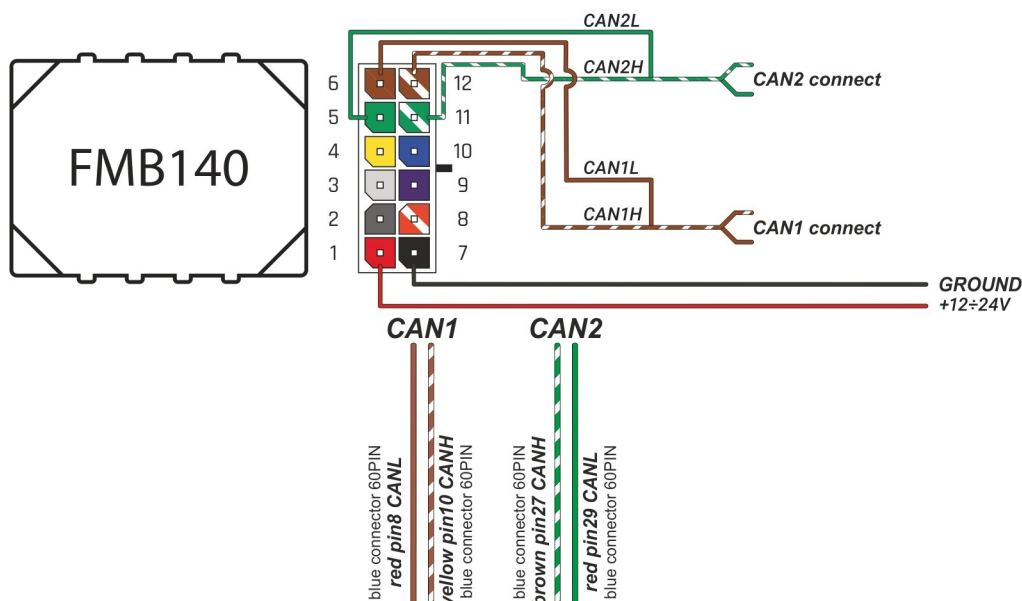 CAN2L
FMB140
6
12
CAN2H
CAN2 connect
5
11
4
10
3
9
CAN1L
2
8
CAN1H
CAN1 connect
1
7
GROUND
+12÷24V
CAN1
CAN2
blue connector 60PIN
red pin8 CANL
yellow pin10 CANH
blue connector 60PIN
blue connector 60PIN
brown pin27 CANH
red pin29 CANL
blue connector 60PIN